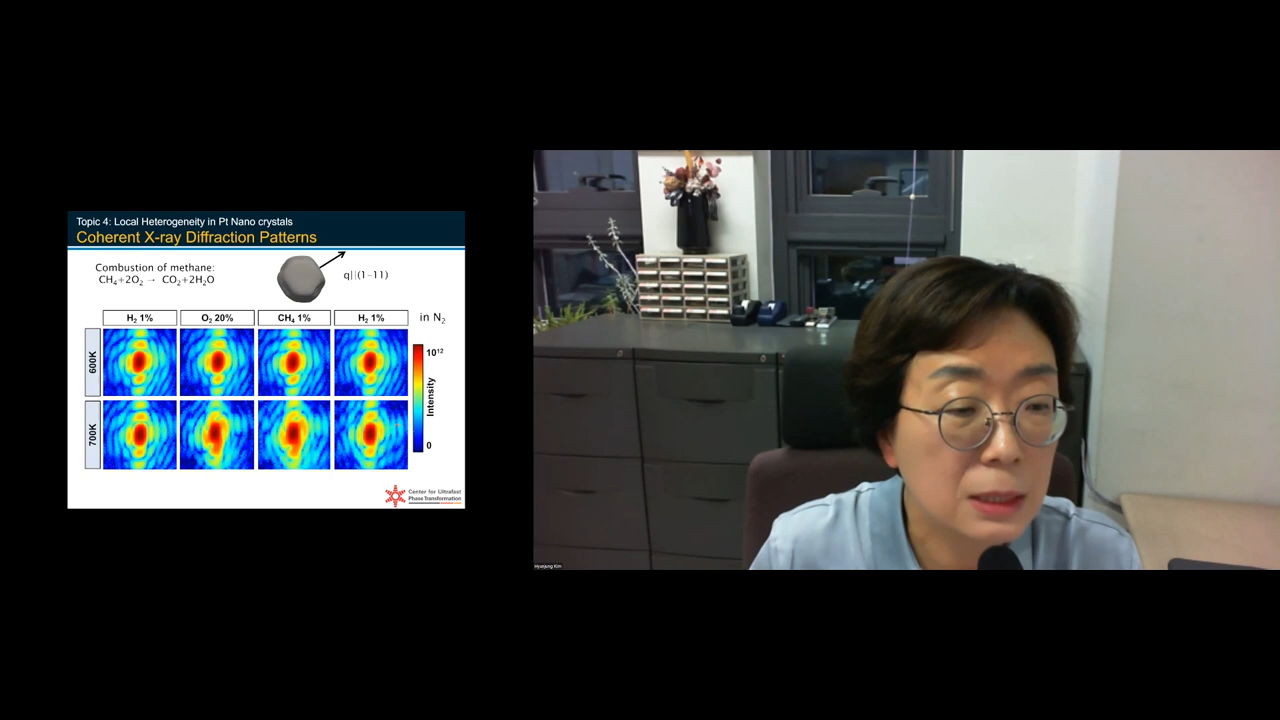 Topic 4: Local Heterogeneity in Pt Nano crystals
Coherent X-ray Diffraction Patterns
Combustion of methane:
CH₄+2O₂ → CO₂+2H₂O
q||(1-11)
H₂ 1%
O₂ 20%
CH₄ 1%
H₂ 1%
in N₂
600K
700K
10¹²
Intensity
0
Center for Ultrafast
Phase Transformation
Hyunjung Kim